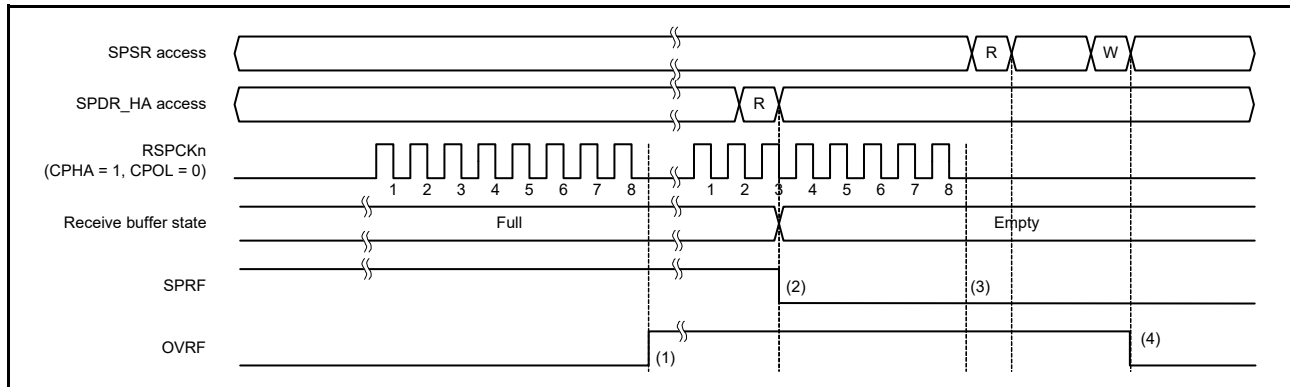 SPSR access
R
W
SPDR_HA access
R
RSPCKn
(CPHA = 1, CPOL = 0)
1 2 3 4 5 6 7 8 1 2 3 4 5 6 7 8
Receive buffer state
Full
Empty
SPRF
(2)
(3)
OVRF
(1)
(4)